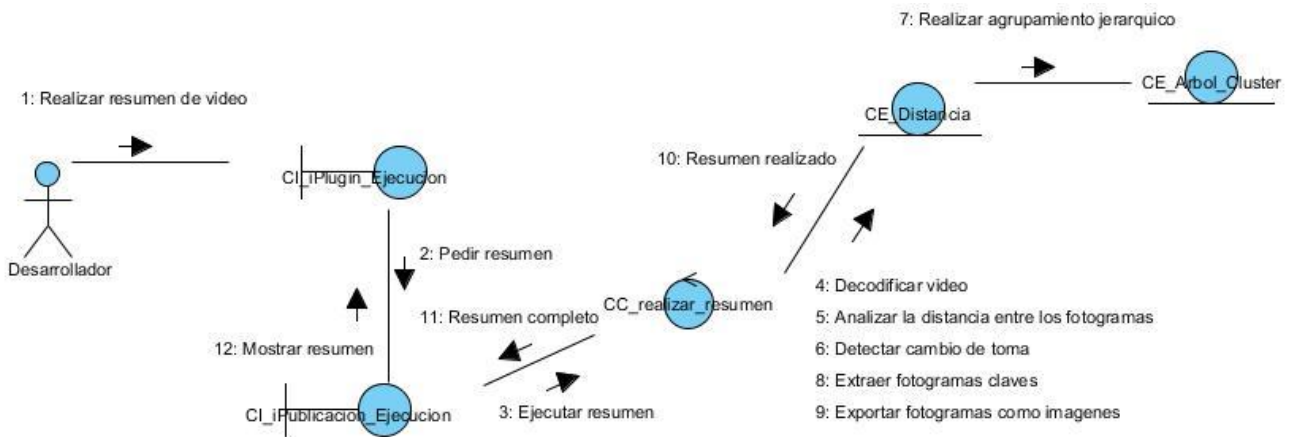 7: Realizar agrupamiento jerarquico
1: Realizar resumen de video
CE_Arbol_Cluster
CE_Distancia
10: Resumen realizado
CI_iPlugin_Ejecucion
Desarrollador
2: Pedir resumen
4: Decodificar video
CC_realizar_resumen
11: Resumen completo
5: Analizar la distancia entre los fotogramas
12: Mostrar resumen
6: Detectar cambio de toma
8: Extraer fotogramas claves
CI_iPublicacion_Ejecucion
3: Ejecutar resumen
9: Exportar fotogramas como imagenes